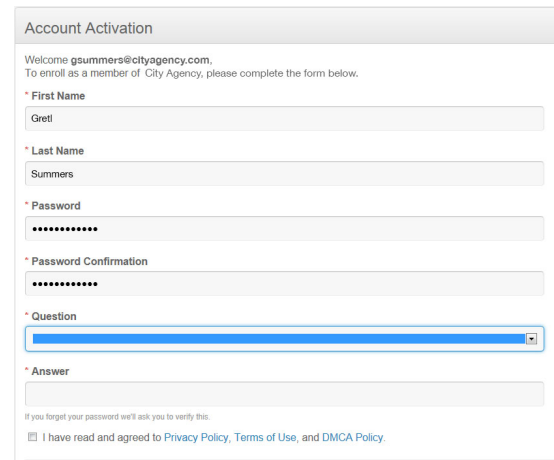 Account Activation
Welcome gsummers@cityagency.com,
To enroll as a member of City Agency, please complete the form below.
* First Name
Gretl
* Last Name
Summers
* Password
••••••••••••
* Password Confirmation
••••••••••••
* Question
* Answer
If you forget your password we'll ask you to verify this.
I have read and agreed to Privacy Policy, Terms of Use, and DMCA Policy.